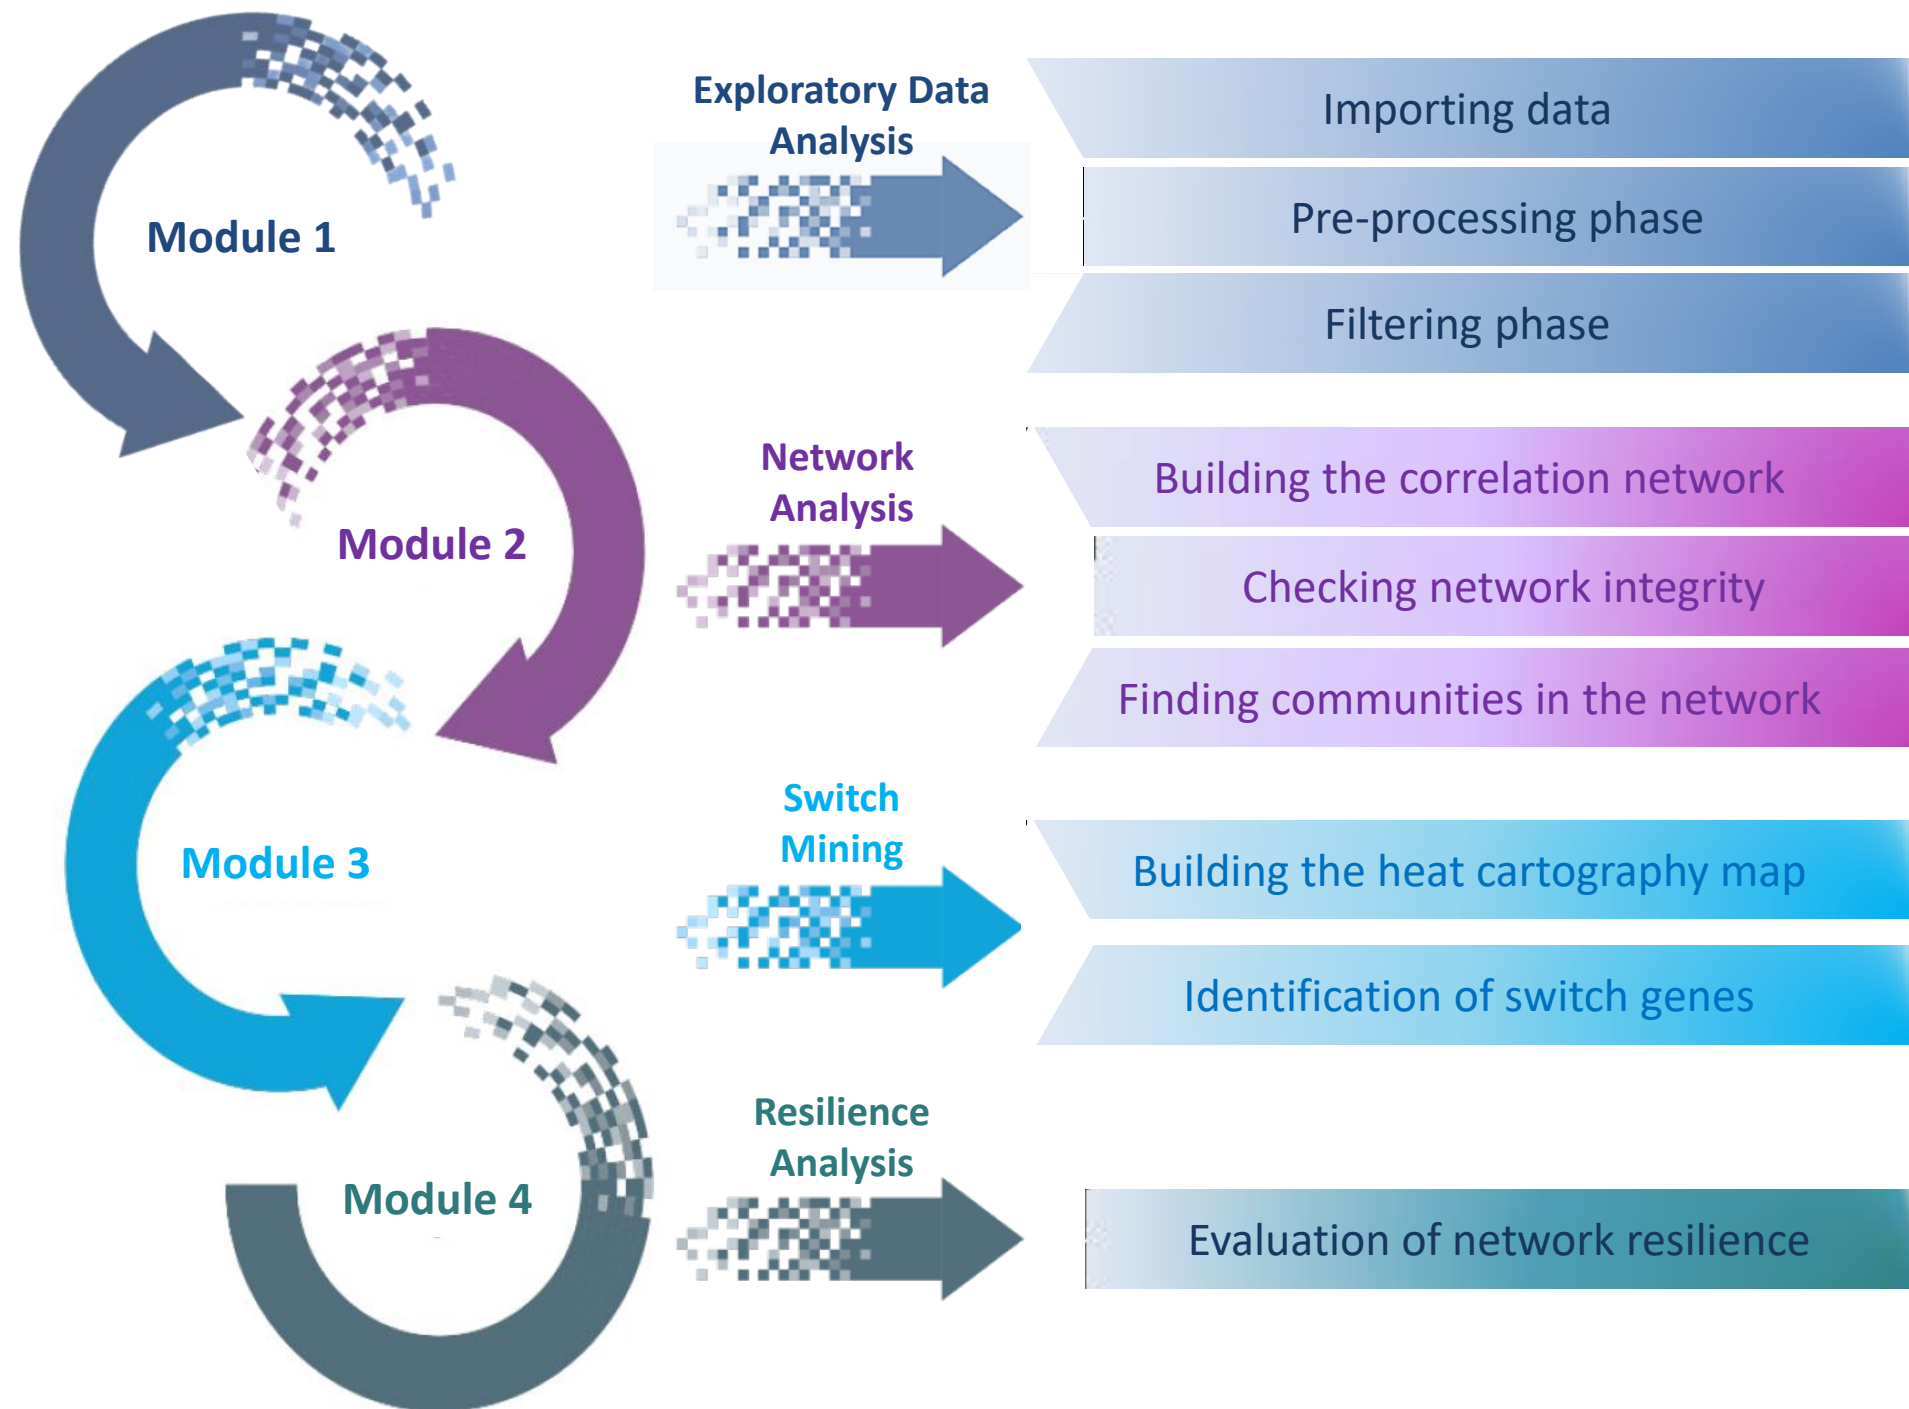 Module 1
Exploratory Data
Analysis
Importing data
Pre-processing phase
Filtering phase
Module 2
Network
Analysis
Building the correlation network
Checking network integrity
Finding communities in the network
Module 3
Switch
Mining
Building the heat cartography map
Identification of switch genes
Module 4
Resilience
Analysis
Evaluation of network resilience